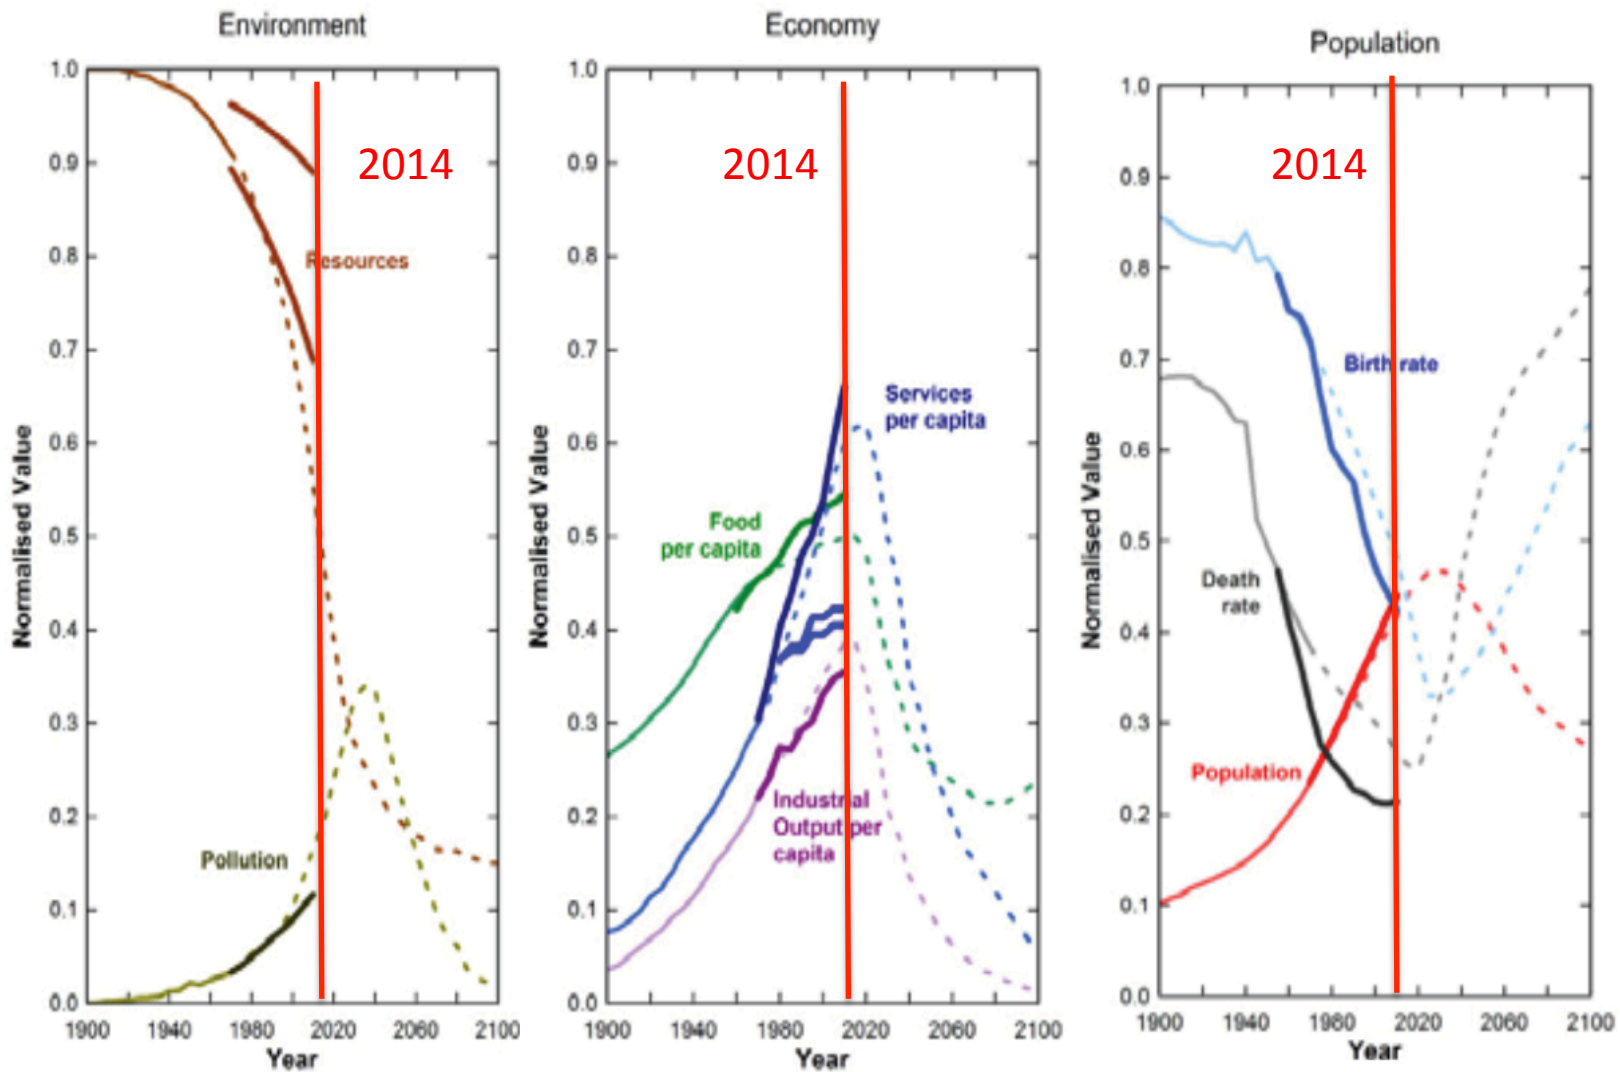 Environment
1.0
0.9
0.8
0.7
0.6
0.5
0.4
0.3
0.2
0.1
0.0
Normalised Value
2014
Resources
Pollution
1900 1940 1980 2020 2060 2100
Year
Economy
1.0
0.9
0.8
0.7
0.6
0.5
0.4
0.3
0.2
0.1
0.0
Normalised Value
2014
Services
per capita
Food
per capita
Industrial
Output per
capita
1900 1940 1980 2020 2060 2100
Year
Population
1.0
0.9
0.8
0.7
0.6
0.5
0.4
0.3
0.2
0.1
0.0
Normalised Value
2014
Birth rate
Death
rate
Population
1900 1940 1980 2020 2060 2100
Year